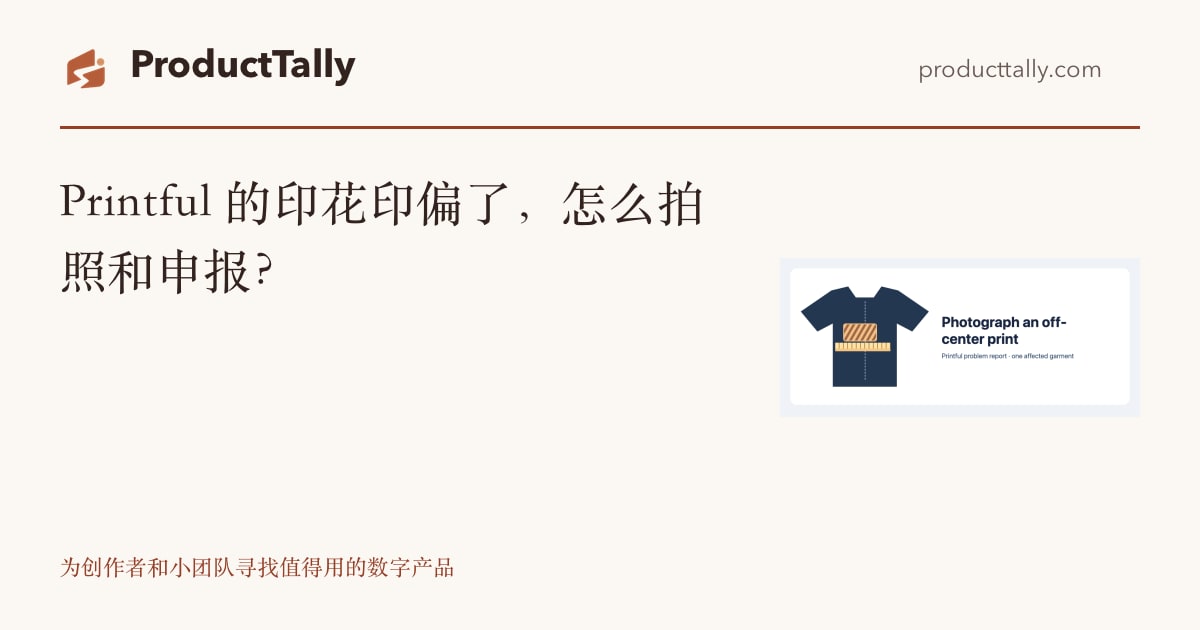 ProductTally
producttally.com
Printful 的印花印偏了，怎么拍
照和申报？
Photograph an off-
center print
Printful problem report · one affected garment
为创作者和小团队寻找值得用的数字产品